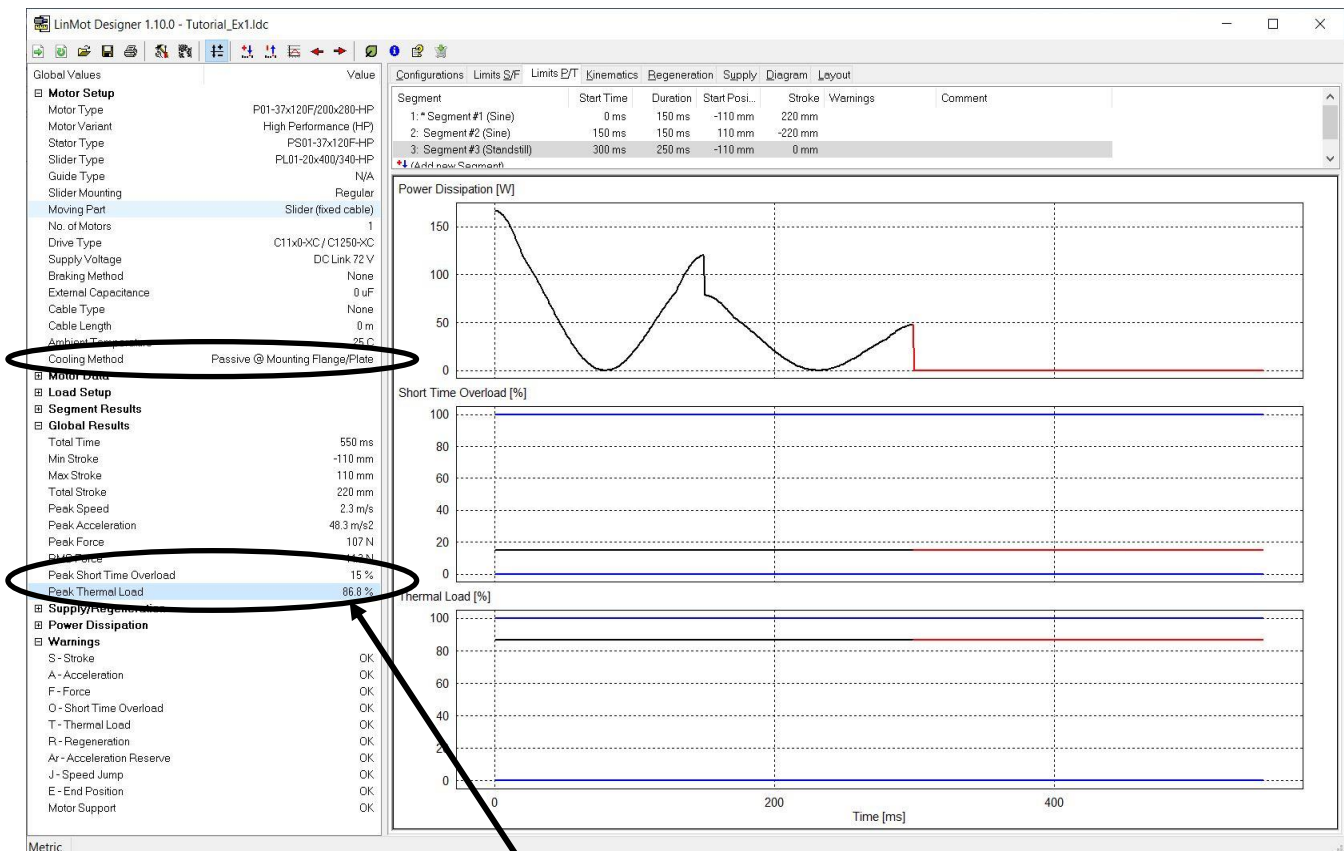 LinMot Designer 1.10.0 - Tutorial_Ex1.ldc
Global Values Value
Motor Setup
Motor Type P01-37x120F/200x280-HP
Motor Variant High Performance (HP)
Stator Type PS01-37x120F-HP
Slider Type PL01-20x400/340-HP
Guide Type N/A
Slider Mounting Regular
Moving Part Slider (fixed cable)
No. of Motors 1
Drive Type C11x0-XC / C1250-XC
Supply Voltage DC Link 72 V
Braking Method None
External Capacitance 0 uF
Cable Type None
Cable Length 0 m
Ambient Temperature 25 C
Cooling Method Passive @ Mounting Flange/Plate
Motor Data
Load Setup
Segment Results
Global Results
Total Time 550 ms
Min Stroke -110 mm
Max Stroke 110 mm
Total Stroke 220 mm
Peak Speed 2.3 m/s
Peak Acceleration 48.3 m/s2
Peak Force 107 N
RMS Force
Peak Short Time Overload 15 %
Peak Thermal Load 86.8 %
Supply/Regeneration
Power Dissipation
Warnings
S - Stroke OK
A - Acceleration OK
F - Force OK
O - Short Time Overload OK
T - Thermal Load OK
R - Regeneration OK
Ar - Acceleration Reserve OK
J - Speed Jump OK
E - End Position OK
Motor Support OK
Metric
Configurations Limits S/F Limits P/T Kinematics Regeneration Supply Diagram Layout
Segment Start Time Duration Start Posi... Stroke Warnings Comment
1: * Segment #1 (Sine) 0 ms 150 ms -110 mm 220 mm
2: Segment #2 (Sine) 150 ms 150 ms 110 mm -220 mm
3: Segment #3 (Standstill) 300 ms 250 ms -110 mm 0 mm
(Add new Segment)
Power Dissipation [W]
150
100
50
0
Short Time Overload [%]
100
80
60
40
20
0
Thermal Load [%]
100
80
60
40
20
0
0 200 400
Time [ms]